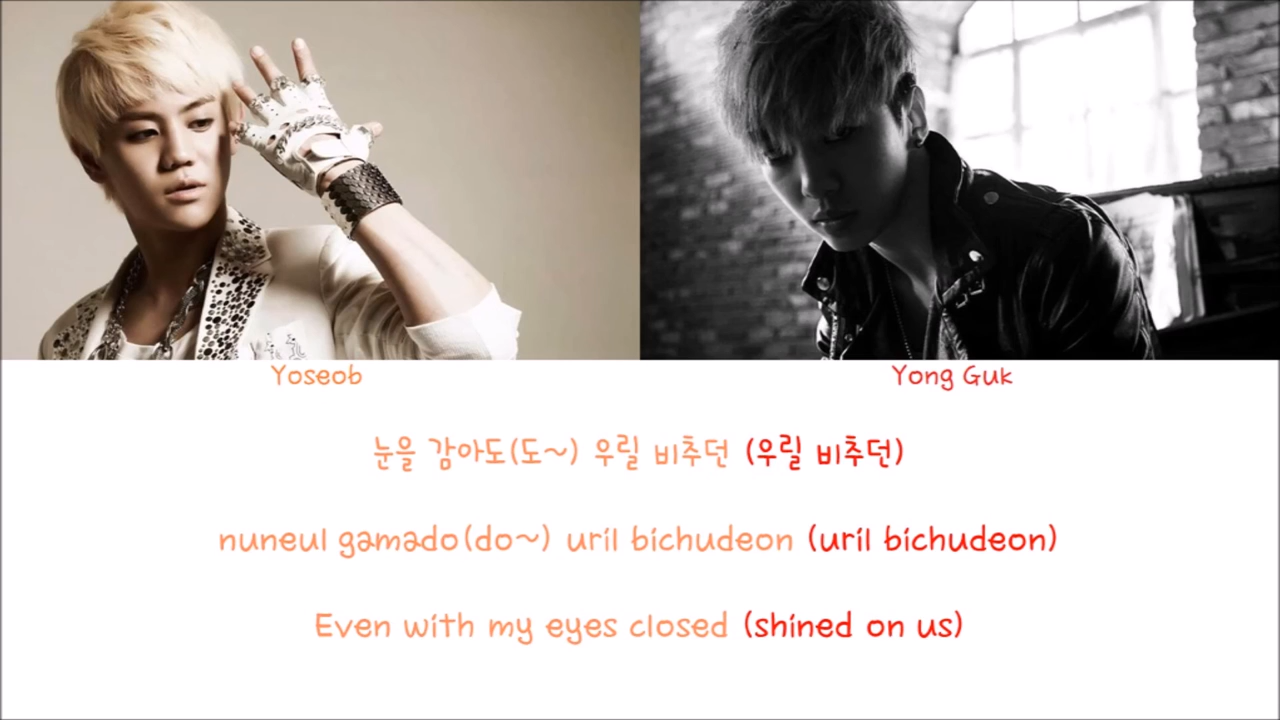 Yoseob
Yong Guk
눈을 감아도(도~) 우릴 비추던 (우릴 비추던)
nuneul gamado(do~) uril bichudeon (uril bichudeon)
Even with my eyes closed (shined on us)